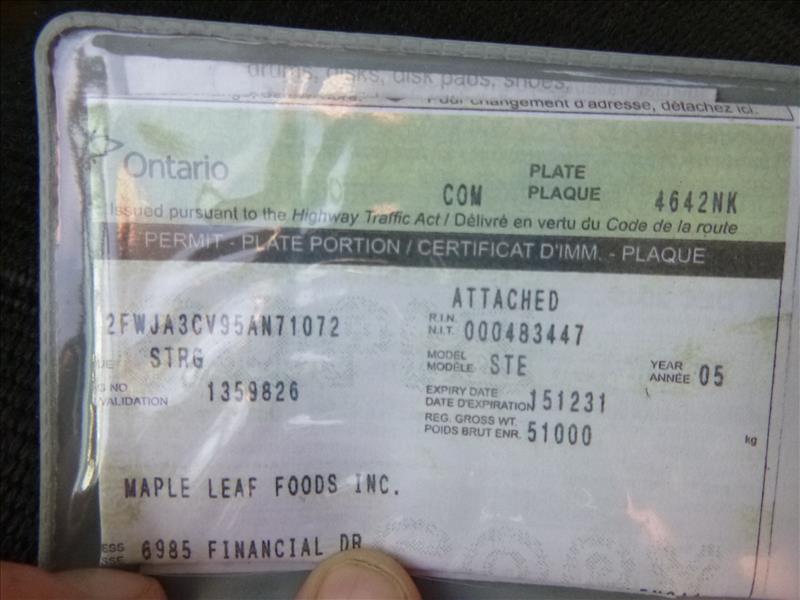 drums, disks, disk pads, shoes,
Pour changement d'adresse, détachez ici.
Ontario
PLATE
COM PLAQUE 4642NK
Issued pursuant to the Highway Traffic Act / Délivré en vertu du Code de la route
PERMIT - PLATE PORTION / CERTIFICAT D'IMM. - PLAQUE
ATTACHED
2FWJA3CV95AN71072
R.I.N.
N.I.T. 000483447
STRG
MODEL
MODÈLE STE
YEAR
ANNÉE 05
NO.
VALIDATION 1359826
EXPIRY DATE
DATE D'EXPIRATION 151231
REG. GROSS WT.
POIDS BRUT ENR. 51000 kg
MAPLE LEAF FOODS INC.
6985 FINANCIAL DR